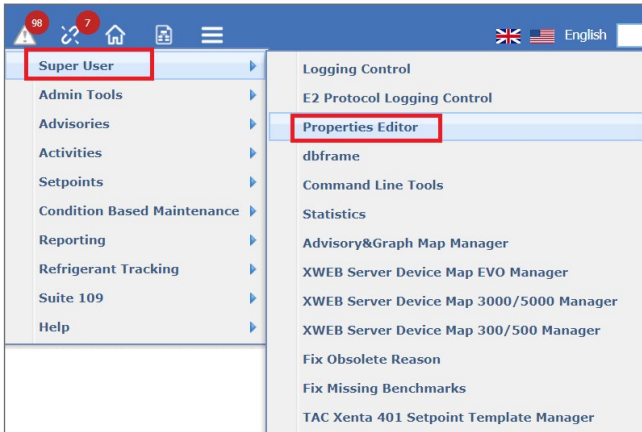 98
7
English
Super User
Admin Tools
Advisories
Activities
Setpoints
Condition Based Maintenance
Reporting
Refrigerant Tracking
Suite 109
Help
Logging Control
E2 Protocol Logging Control
Properties Editor
dbframe
Command Line Tools
Statistics
Advisory&Graph Map Manager
XWEB Server Device Map EVO Manager
XWEB Server Device Map 3000/5000 Manager
XWEB Server Device Map 300/500 Manager
Fix Obsolete Reason
Fix Missing Benchmarks
TAC Xenta 401 Setpoint Template Manager